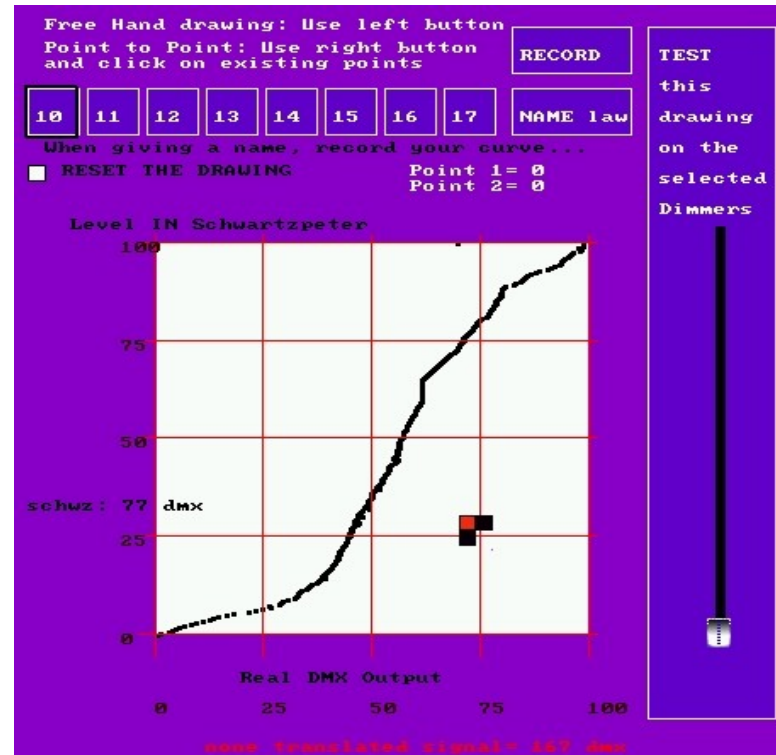 Free Hand drawing: Use left button
Point to Point: Use right button
and click on existing points
RECORD
10 11 12 13 14 15 16 17 NAME law
When giving a name, record your curve...
RESET THE DRAWING
Point 1= 0
Point 2= 0
TEST
this
drawing
on the
selected
Dimmers
Level IN Schwartzpeter
100
75
50
schwz: 77 dmx
25
0
Real DMX Output
0 25 50 75 100
none translated signal= 167 dmx